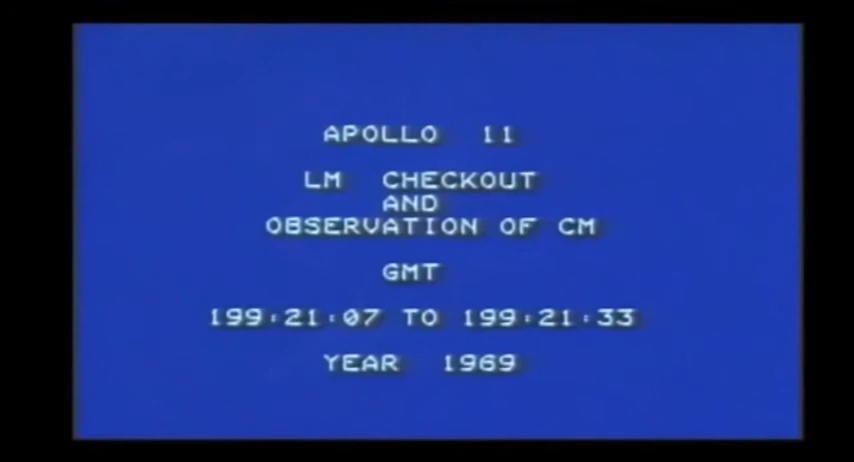 APOLLO 11
LM CHECKOUT
AND
OBSERVATION OF CM
GMT
199:21:07 TO 199:21:33
YEAR 1969